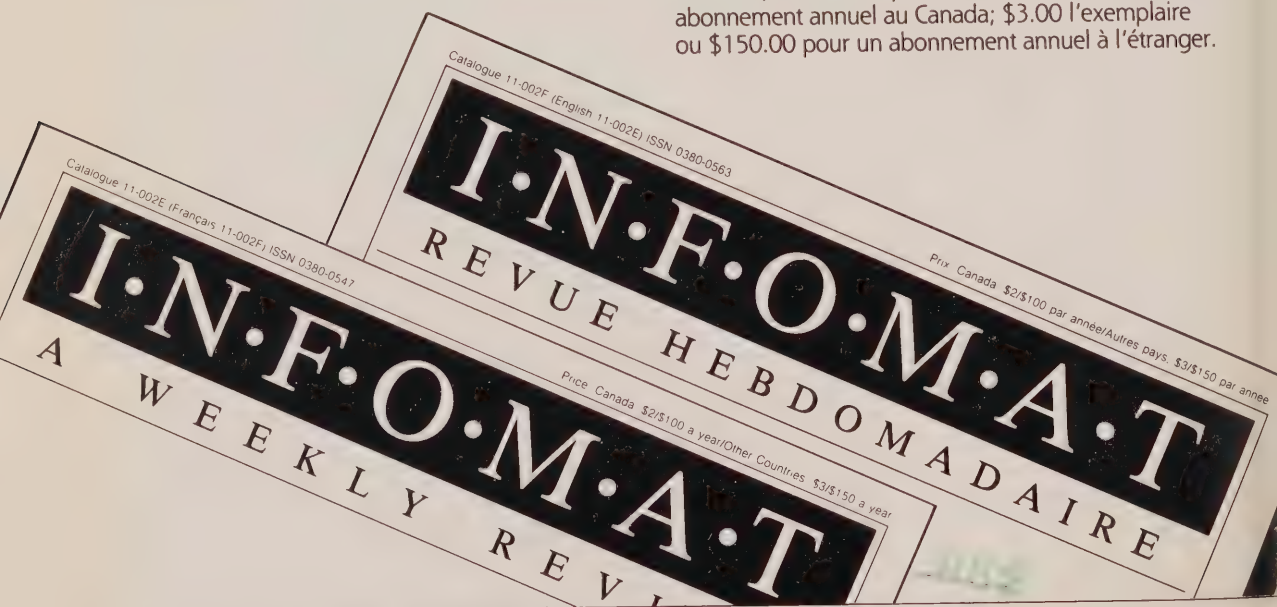 abonnement annuel au Canada; $3.00 l'exemplaire
ou $150.00 pour un abonnement annuel à l'étranger.
Catalogue 11-002F (English 11-002E) ISSN 0380-0563
Prix Canada $2/$100 par année/Autres pays, $3/$150 par année
I•N•F•O•M•A•T
REVUE HEBDOMADAIRE
Catalogue 11-002E (Français 11-002F) ISSN 0380-0547
Price Canada $2/$100 a year/Other Countries $3/$150 a year
I•N•F•O•M•A•T
A WEEKLY